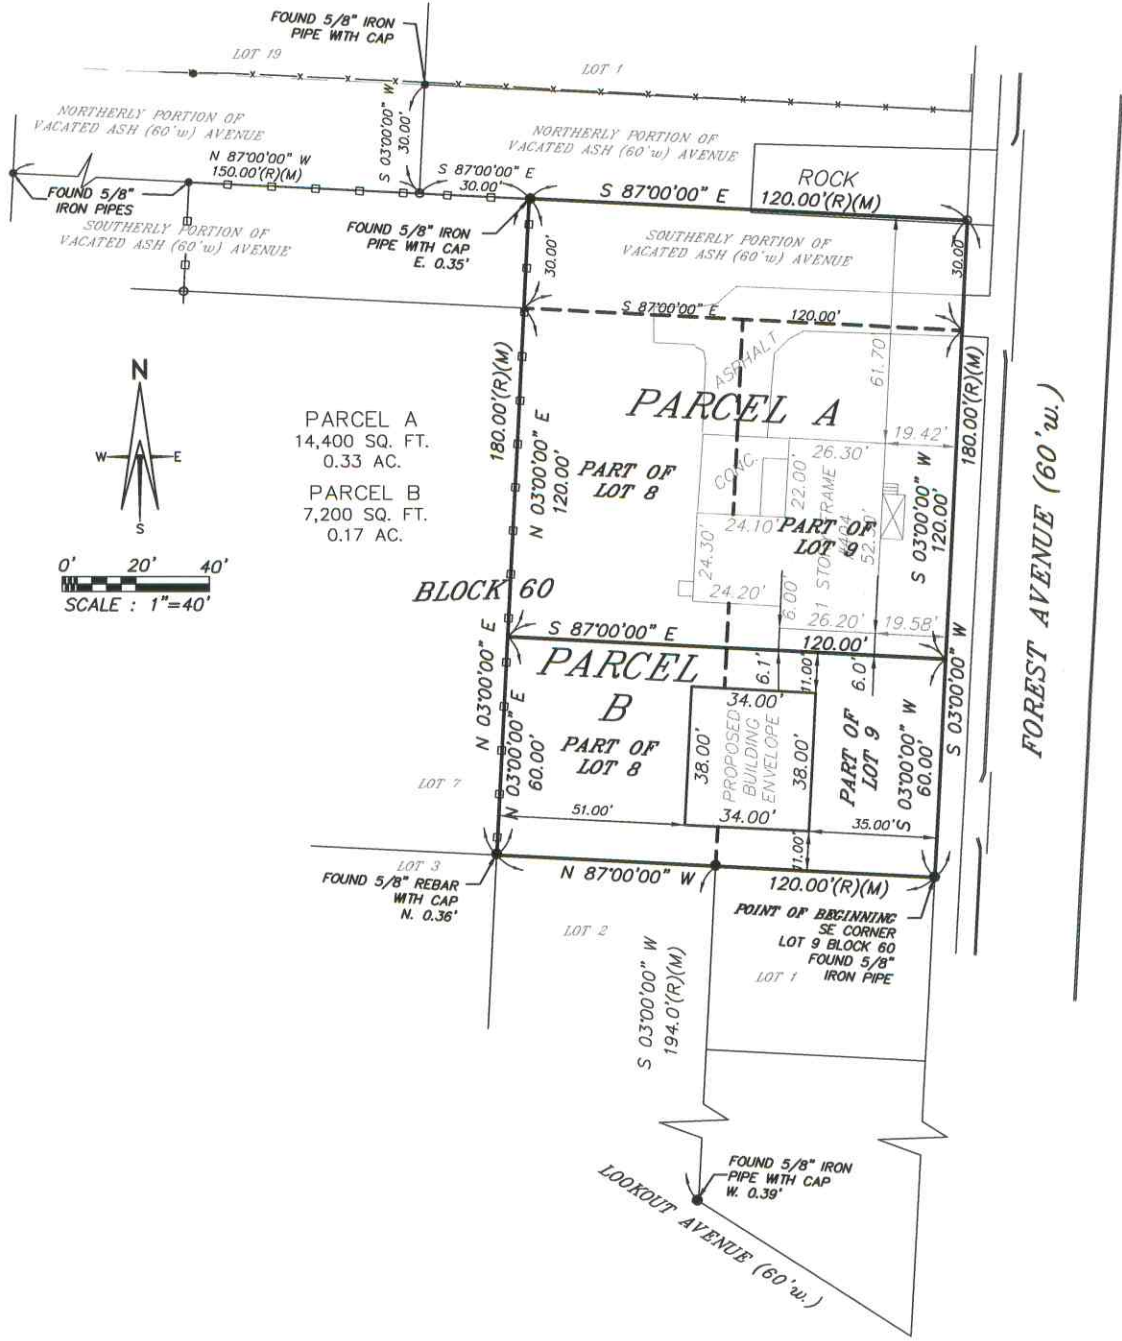 FOUND 5/8" IRON
PIPE WITH CAP
LOT 19
LOT 1
NORTHERLY PORTION OF
VACATED ASH (60'w) AVENUE
S 03°00'00" W
30.00'
NORTHERLY PORTION OF
VACATED ASH (60'w) AVENUE
N 87°00'00" W
150.00'(R)(M)
S 87°00'00" E
30.00'
S 87°00'00" E
ROCK
120.00'(R)(M)
FOUND 5/8"
IRON PIPES
SOUTHERLY PORTION OF
VACATED ASH (60'w) AVENUE
FOUND 5/8" IRON
PIPE WITH CAP
E. 0.35'
30.00'
SOUTHERLY PORTION OF
VACATED ASH (60'w) AVENUE
30.00'
S 87°00'00" E
120.00'
N
W
E
S
0'
20'
40'
SCALE : 1"=40'
PARCEL A
14,400 SQ. FT.
0.33 AC.
PARCEL B
7,200 SQ. FT.
0.17 AC.
180.00'(R)(M)
N 03°00'00" E
120.00'
ASPHALT
61.70'
180.00'(R)(M)
PARCEL A
PART OF
LOT 8
CONC.
26.30'
19.42'
22.00'
24.10'
PART OF
LOT 9
1 STORY FRAME
S 03°00'00" W
120.00'
24.30'
24.20'
6.00'
26.20'
19.58'
BLOCK 60
FOREST AVENUE (60'w.)
S 87°00'00" E
120.00'
N 03°00'00" E
PARCEL
B
6.1'
11.00'
6.0'
S 03°00'00" W
N 03°00'00" E
60.00'
PART OF
LOT 8
34.00'
38.00'
PROPOSED
BUILDING
ENVELOPE
38.00'
34.00'
PART OF
LOT 9
S 03°00'00" W
60.00'
LOT 7
51.00'
35.00'
11.00'
LOT 3
FOUND 5/8" REBAR
WITH CAP
N. 0.36'
N 87°00'00" W
120.00'(R)(M)
POINT OF BEGINNING
SE CORNER
LOT 9 BLOCK 60
FOUND 5/8"
IRON PIPE
LOT 2
LOT 1
S 03°00'00" W
194.0'(R)(M)
FOUND 5/8" IRON
PIPE WITH CAP
W. 0.39'
LOOKOUT AVENUE (60'w.)